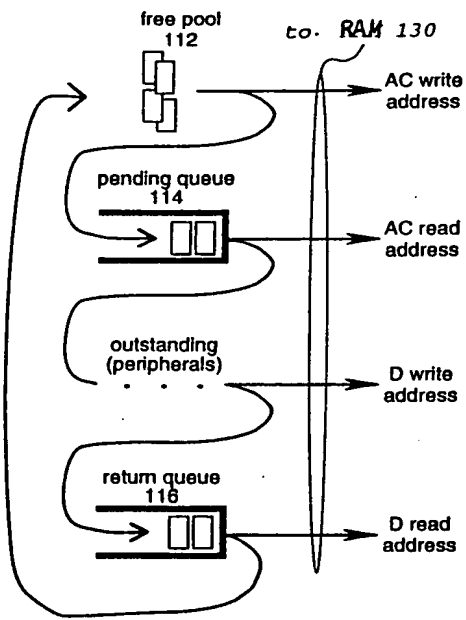 free pool
112
to. RAM 130
AC write
address
pending queue
114
AC read
address
outstanding
(peripherals)
D write
address
return queue
116
D read
address